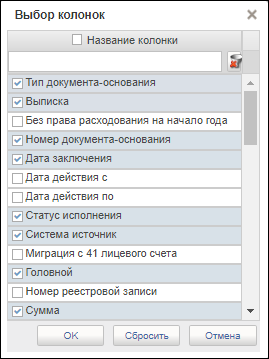 Выбор колонок
Название колонки
Тип документа-основания
Выписка
Без права расходования на начало года
Номер документа-основания
Дата заключения
Дата действия с
Дата действия по
Статус исполнения
Система источник
Миграция с 41 лицевого счета
Головной
Номер реестровой записи
Сумма
OK Сбросить Отмена